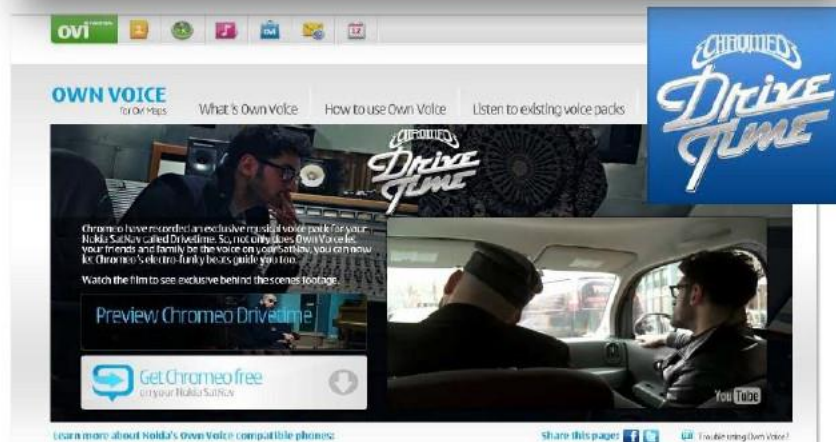 ovi
12
OVI
CHROMEO
Drive
TIME
OWN VOICE
for Ovi Maps
What is Own Voice
How to use Own Voice
Listen to existing voice packs
CHROMEO
Drive
TIME
Chromeo have recorded an exclusive musical voice pack for your
Nokia SatNav called Drivetime. So, not only does Own Voice let
your friends and family be the voice on your SatNav, you can now
let Chromeo's electro-funky beats guide you too.
Watch the film to see exclusive behind the scenes footage.
Preview Chromeo Drivetime
Get Chromeo free
on your Nokia SatNav
You Tube
Learn more about Nokia's Own Voice compatible phones:
Share this page:
Trouble using Own Voice?